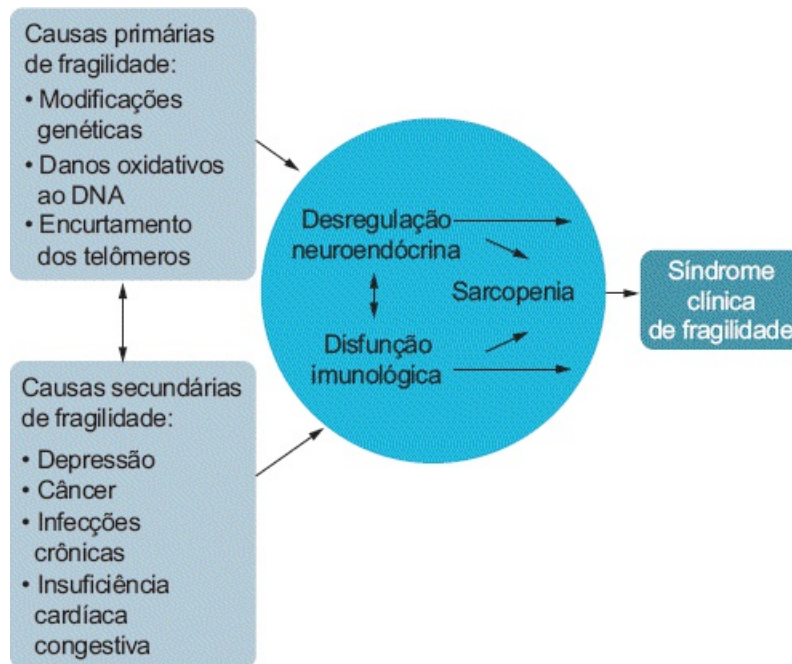 Causas primárias
de fragilidade:
• Modificações
genéticas
• Danos oxidativos
ao DNA
• Encurtamento
dos telômeros
Causas secundárias
de fragilidade:
• Depressão
• Câncer
• Infecções
crônicas
• Insuficiência
cardíaca
congestiva
Desregulação
neuroendócrina
Sarcopenia
Disfunção
imunológica
Síndrome
clínica
de fragilidade